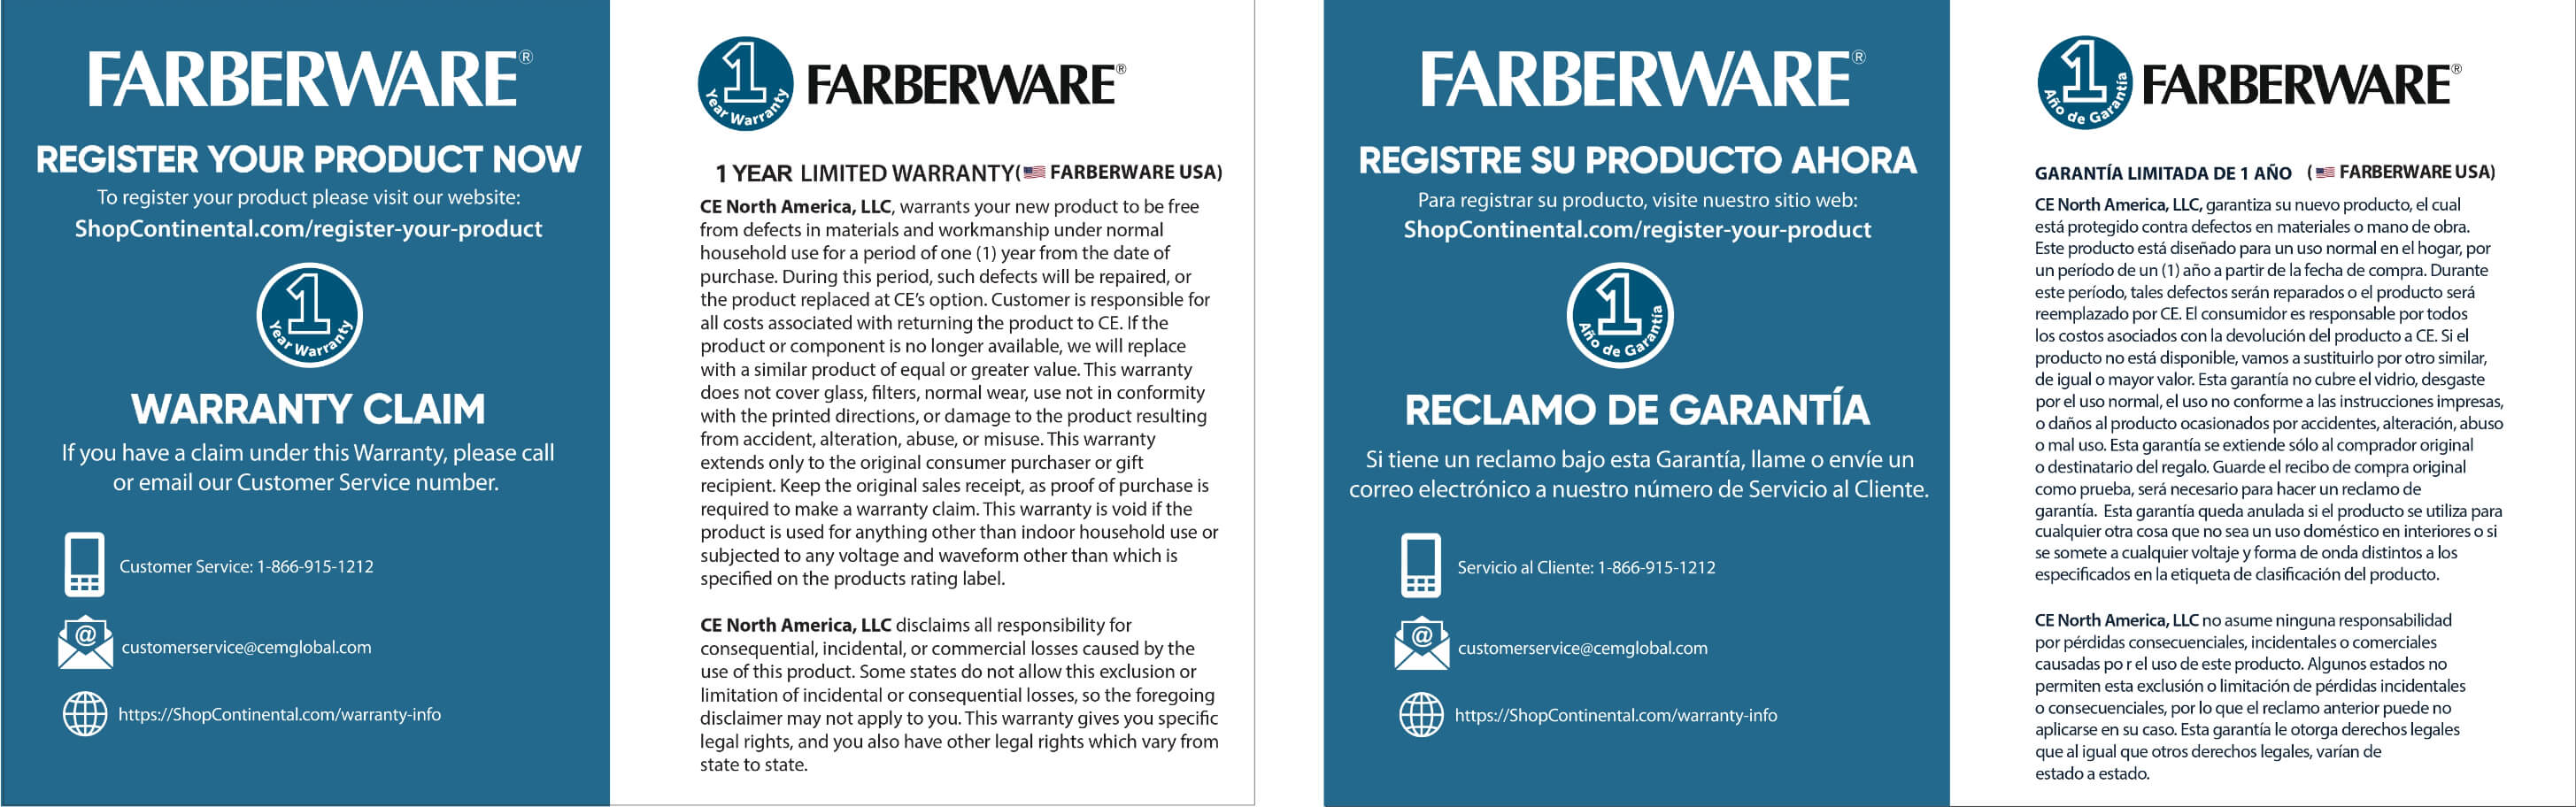 FARBERWARE®
REGISTER YOUR PRODUCT NOW
To register your product please visit our website:
ShopContinental.com/register-your-product
1
Year Warranty
WARRANTY CLAIM
If you have a claim under this Warranty, please call
or email our Customer Service number.
Customer Service: 1-866-915-1212
@
customerservice@cemglobal.com
https://ShopContinental.com/warranty-info
1
Year Warranty
FARBERWARE®
1 YEAR LIMITED WARRANTY( FARBERWARE USA)
CE North America, LLC, warrants your new product to be free
from defects in materials and workmanship under normal
household use for a period of one (1) year from the date of
purchase. During this period, such defects will be repaired, or
the product replaced at CE’s option. Customer is responsible for
all costs associated with returning the product to CE. If the
product or component is no longer available, we will replace
with a similar product of equal or greater value. This warranty
does not cover glass, filters, normal wear, use not in conformity
with the printed directions, or damage to the product resulting
from accident, alteration, abuse, or misuse. This warranty
extends only to the original consumer purchaser or gift
recipient. Keep the original sales receipt, as proof of purchase is
required to make a warranty claim. This warranty is void if the
product is used for anything other than indoor household use or
subjected to any voltage and waveform other than which is
specified on the products rating label.
CE North America, LLC disclaims all responsibility for
consequential, incidental, or commercial losses caused by the
use of this product. Some states do not allow this exclusion or
limitation of incidental or consequential losses, so the foregoing
disclaimer may not apply to you. This warranty gives you specific
legal rights, and you also have other legal rights which vary from
state to state.
FARBERWARE®
REGISTRE SU PRODUCTO AHORA
Para registrar su producto, visite nuestro sitio web:
ShopContinental.com/register-your-product
1
Año de Garantía
RECLAMO DE GARANTÍA
Si tiene un reclamo bajo esta Garantía, llame o envíe un
correo electrónico a nuestro número de Servicio al Cliente.
Servicio al Cliente: 1-866-915-1212
@
customerservice@cemglobal.com
https://ShopContinental.com/warranty-info
1
Año de Garantía
FARBERWARE®
GARANTÍA LIMITADA DE 1 AÑO ( FARBERWARE USA)
CE North America, LLC, garantiza su nuevo producto, el cual
está protegido contra defectos en materiales o mano de obra.
Este producto está diseñado para un uso normal en el hogar, por
un período de un (1) año a partir de la fecha de compra. Durante
este período, tales defectos serán reparados o el producto será
reemplazado por CE. El consumidor es responsable por todos
los costos asociados con la devolución del producto a CE. Si el
producto no está disponible, vamos a sustituirlo por otro similar,
de igual o mayor valor. Esta garantía no cubre el vidrio, desgaste
por el uso normal, el uso no conforme a las instrucciones impresas,
o daños al producto ocasionados por accidentes, alteración, abuso
o mal uso. Esta garantía se extiende sólo al comprador original
o destinatario del regalo. Guarde el recibo de compra original
como prueba, será necesario para hacer un reclamo de
garantía. Esta garantía queda anulada si el producto se utiliza para
cualquier otra cosa que no sea un uso doméstico en interiores o si
se somete a cualquier voltaje y forma de onda distintos a los
especificados en la etiqueta de clasificación del producto.
CE North America, LLC no asume ninguna responsabilidad
por pérdidas consecuenciales, incidentales o comerciales
causadas po r el uso de este producto. Algunos estados no
permiten esta exclusión o limitación de pérdidas incidentales
o consecuenciales, por lo que el reclamo anterior puede no
aplicarse en su caso. Esta garantía le otorga derechos legales
que al igual que otros derechos legales, varían de
estado a estado.